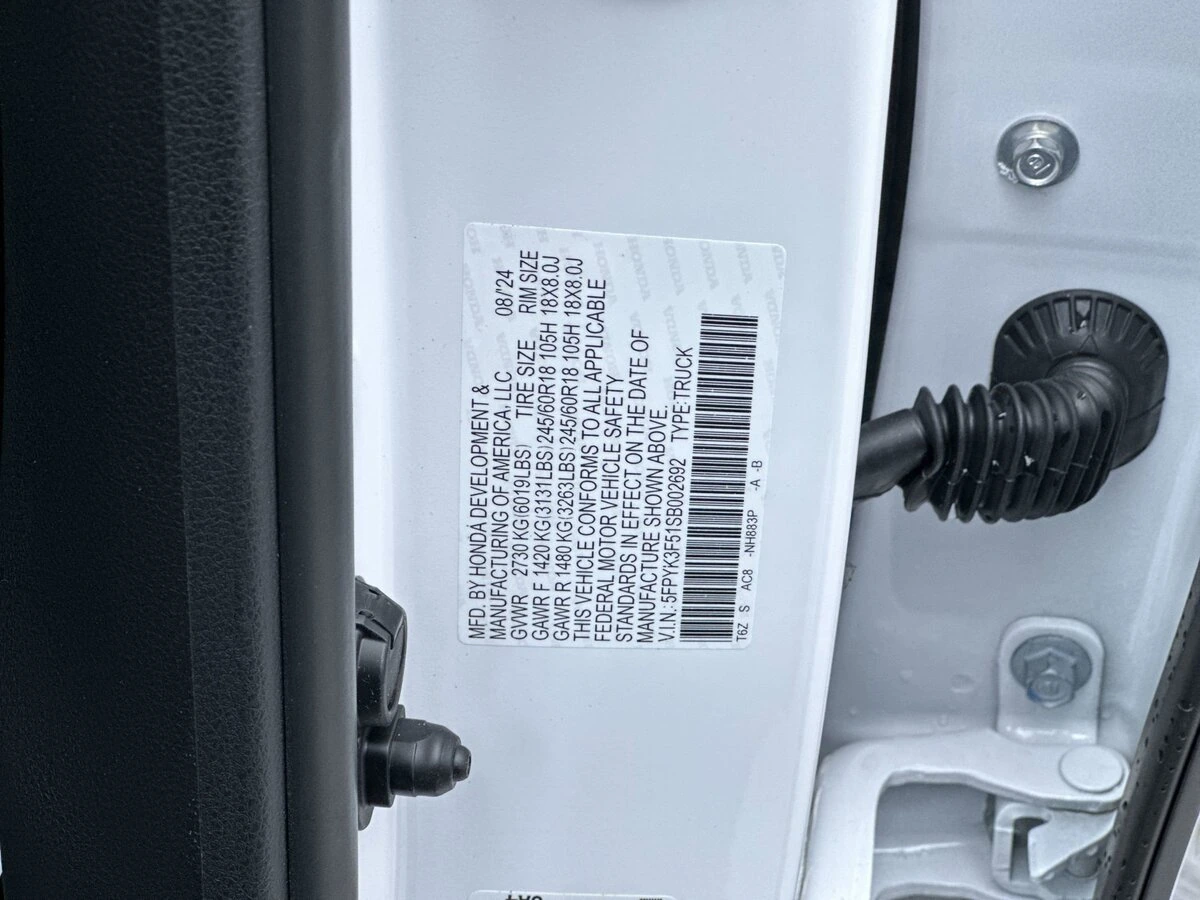 MFD. BY HONDA DEVELOPMENT &
MANUFACTURING OF AMERICA, LLC 08/'24
GVWR 2730 KG(6019LBS) TIRE SIZE RIM SIZE
GAWR F 1420 KG(3131LBS) 245/60R18 105H 18X8.0J
GAWR R 1480 KG(3263LBS) 245/60R18 105H 18X8.0J
THIS VEHICLE CONFORMS TO ALL APPLICABLE
FEDERAL MOTOR VEHICLE SAFETY
STANDARDS IN EFFECT ON THE DATE OF
MANUFACTURE SHOWN ABOVE.
V.I.N.:5FPYK3F51SB002692 TYPE:TRUCK
T6Z S AC8 -NH883P -A -B